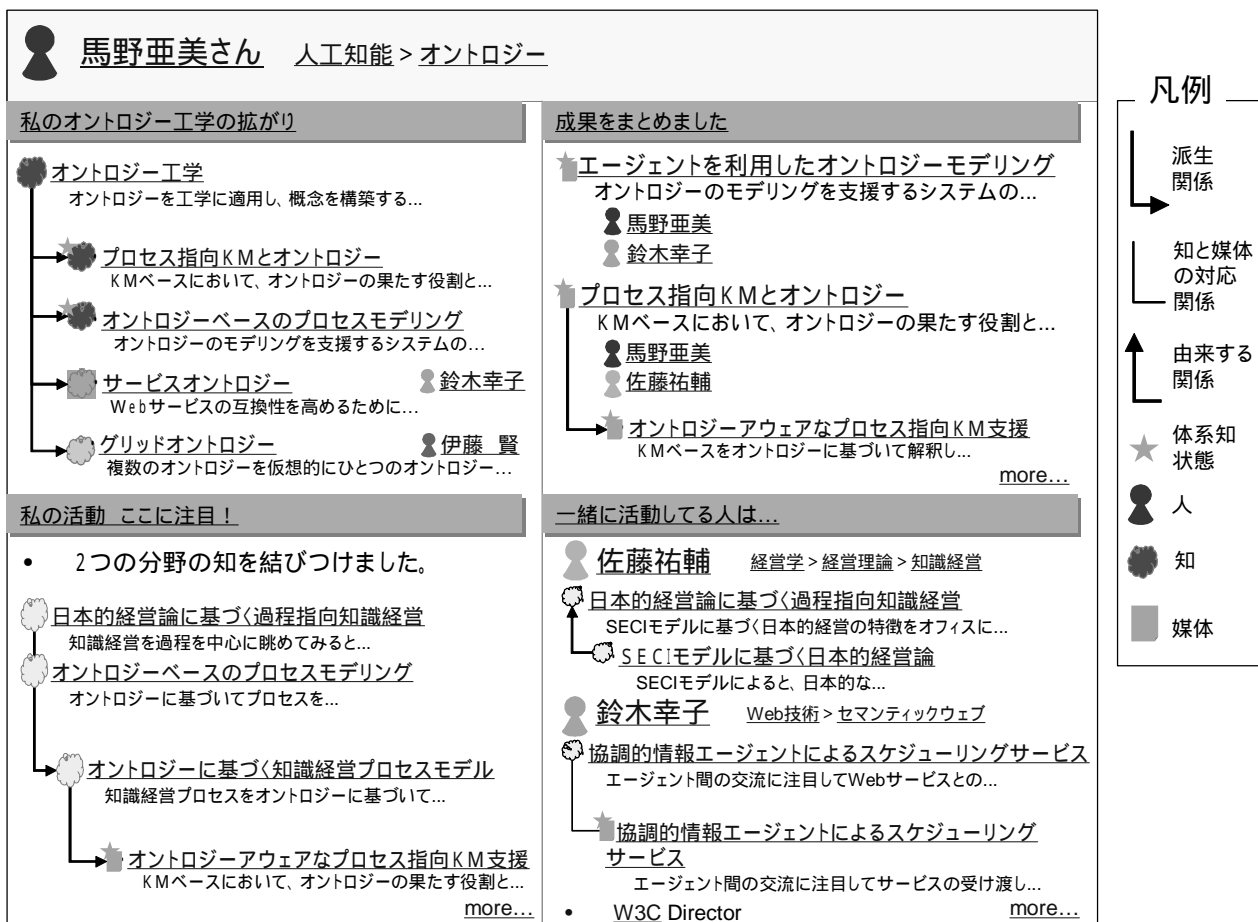 馬野亜美さん 人工知能 > オントロジー
私のオントロジー工学の拡がり
オントロジー工学
オントロジーを工学に適用し、概念を構築する...
プロセス指向KMとオントロジー
KMベースにおいて、オントロジーの果たす役割と...
オントロジーベースのプロセスモデリング
オントロジーのモデリングを支援するシステムの...
サービスオントロジー 鈴木幸子
Webサービスの互換性を高めるために...
グリッドオントロジー 伊藤 賢
複数のオントロジーを仮想的にひとつのオントロジー...
成果をまとめました
エージェントを利用したオントロジーモデリング
オントロジーのモデリングを支援するシステムの...
馬野亜美
鈴木幸子
プロセス指向KMとオントロジー
KMベースにおいて、オントロジーの果たす役割と...
馬野亜美
佐藤祐輔
オントロジーアウェアなプロセス指向KM支援
KMベースをオントロジーに基づいて解釈し...
more...
私の活動 ここに注目!
• 2つの分野の知を結びつけました。
日本的経営論に基づく過程指向知識経営
知識経営を過程を中心に眺めてみると...
オントロジーベースのプロセスモデリング
オントロジーに基づいてプロセスを...
オントロジーに基づく知識経営プロセスモデル
知識経営プロセスをオントロジーに基づいて...
オントロジーアウェアなプロセス指向KM支援
KMベースにおいて、オントロジーの果たす役割と...
more...
一緒に活動してる人は...
佐藤祐輔 経営学 > 経営理論 > 知識経営
日本的経営論に基づく過程指向知識経営
SECIモデルに基づく日本的経営の特徴をオフィスに...
SECIモデルに基づく日本的経営論
SECIモデルによると、日本的な...
鈴木幸子 Web技術 > セマンティックウェブ
協調的情報エージェントによるスケジューリングサービス
エージェント間の交流に注目してWebサービスとの...
協調的情報エージェントによるスケジューリング
サービス
エージェント間の交流に注目してサービスの受け渡し...
• W3C Director more...
凡例
派生
関係
知と媒体
の対応
関係
由来する
関係
体系知
状態
人
知
媒体